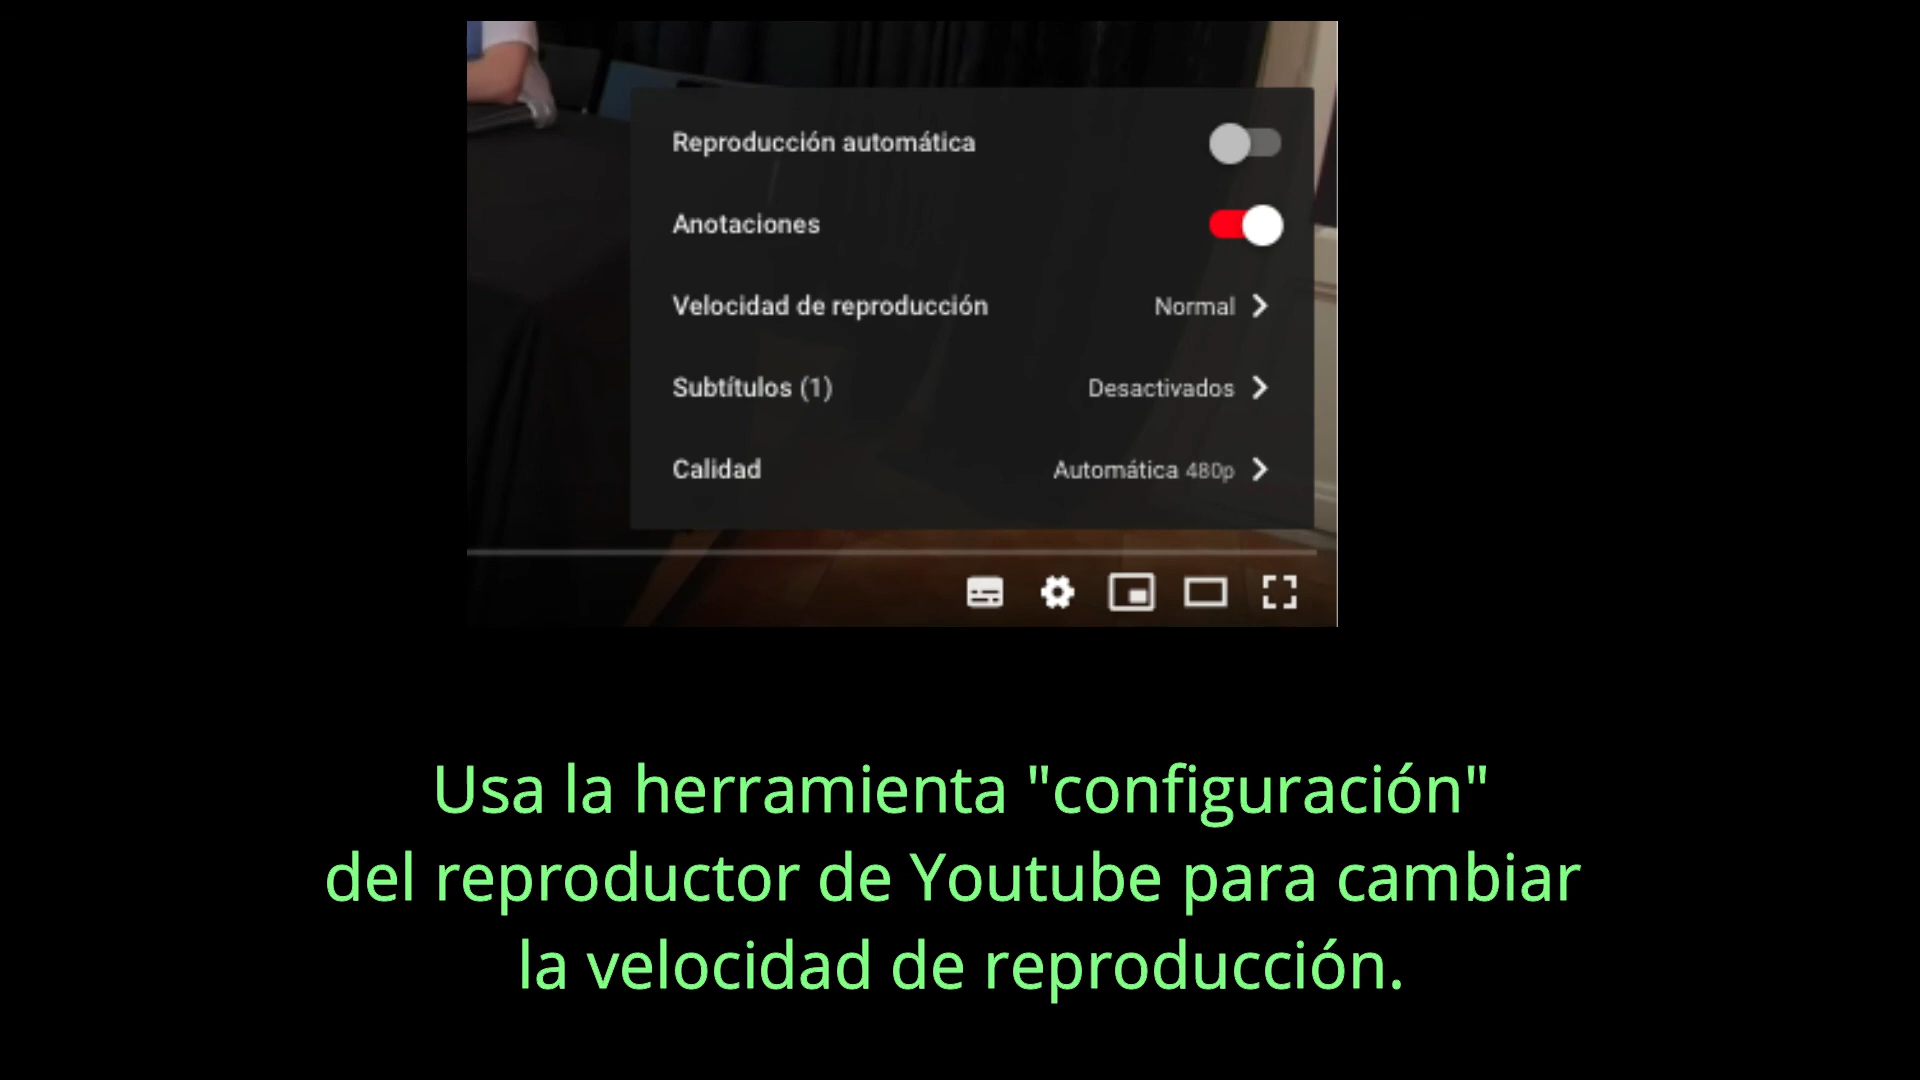 Reproducción automática
Anotaciones
Velocidad de reproducción Normal
Subtítulos (1) Desactivados
Calidad Automática 480p
Usa la herramienta "configuración"
del reproductor de Youtube para cambiar
la velocidad de reproducción.